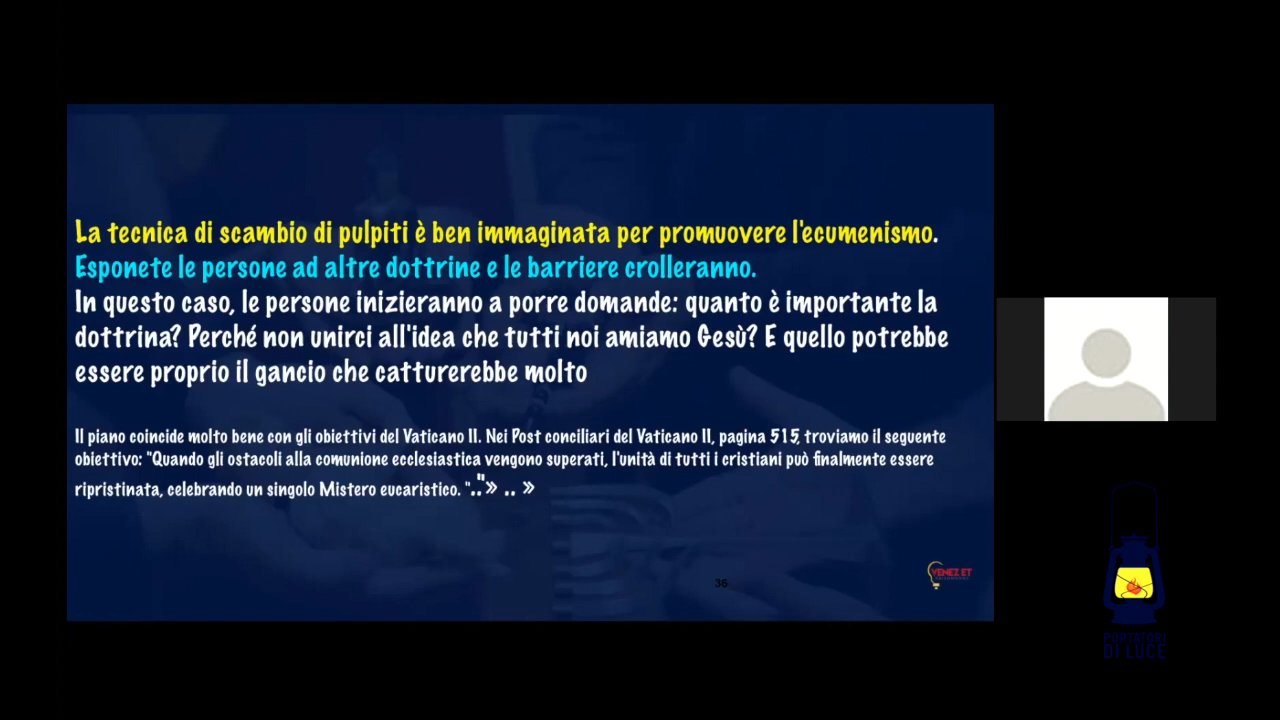 La tecnica di scambio di pulpiti è ben immaginata per promuovere l'ecumenismo.
Esponete le persone ad altre dottrine e le barriere crolleranno.
In questo caso, le persone inizieranno a porre domande: quanto è importante la
dottrina? Perché non unirci all'idea che tutti noi amiamo Gesù? E quello potrebbe
essere proprio il gancio che catturerebbe molto
Il piano coincide molto bene con gli obiettivi del Vaticano II. Nei Post conciliari del Vaticano II, pagina 515, troviamo il seguente
obiettivo: "Quando gli ostacoli alla comunione ecclesiastica vengono superati, l'unità di tutti i cristiani può finalmente essere
ripristinata, celebrando un singolo Mistero eucaristico. ".."» .. »
36
VENEZ ET
PORTATORI
DI LUCE